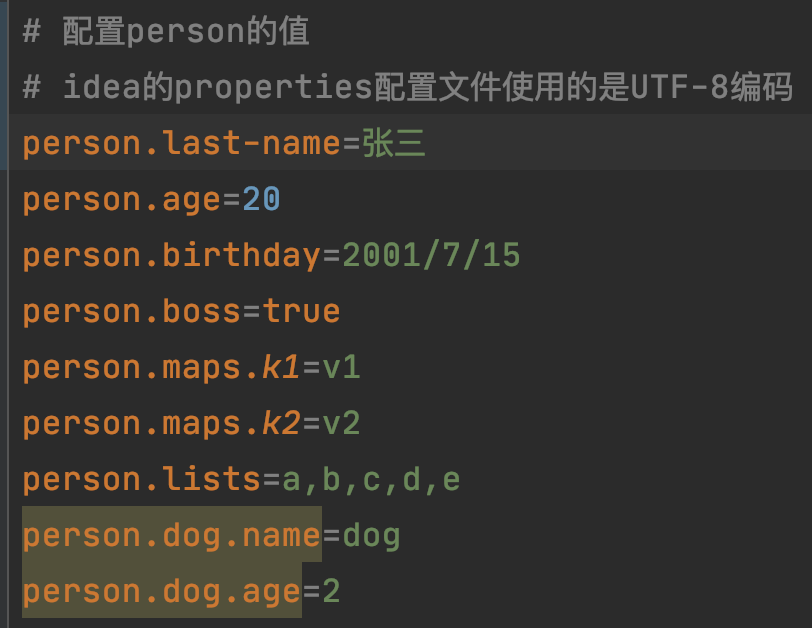 # 配置person的值
# idea的properties配置文件使用的是UTF-8编码
person.last-name=张三
person.age=20
person.birthday=2001/7/15
person.boss=true
person.maps.k1=v1
person.maps.k2=v2
person.lists=a,b,c,d,e
person.dog.name=dog
person.dog.age=2